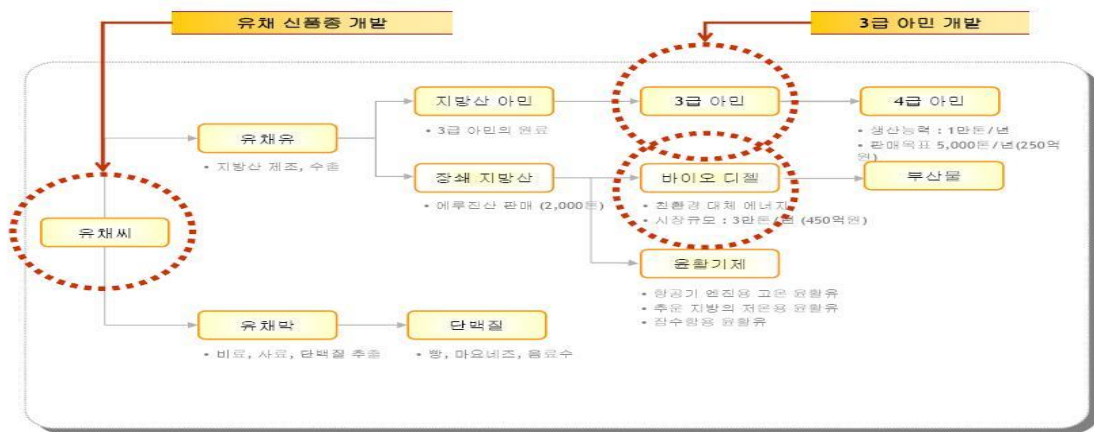 유채 신품종 개발
3급 아민 개발
지방산 아민
• 3급 아민의 원료
3급 아민
4급 아민
• 생산능력 : 1만톤/년
• 판매목표 5,000톤/년(250억원)
유채유
• 지방산 제조, 수출
장쇄 지방산
• 에루진산 판매 (2,000톤)
바이오 디젤
• 친환경 대체 에너지
• 시장규모 : 3만톤/년 (450억원)
부산물
유채씨
윤활기제
• 항공기 엔진용 고온 윤활유
• 추운 지방의 저온용 윤활유
• 잠수함용 윤활유
유채박
• 비료, 사료, 단백질 추출
단백질
• 빵, 마요네즈, 음료수